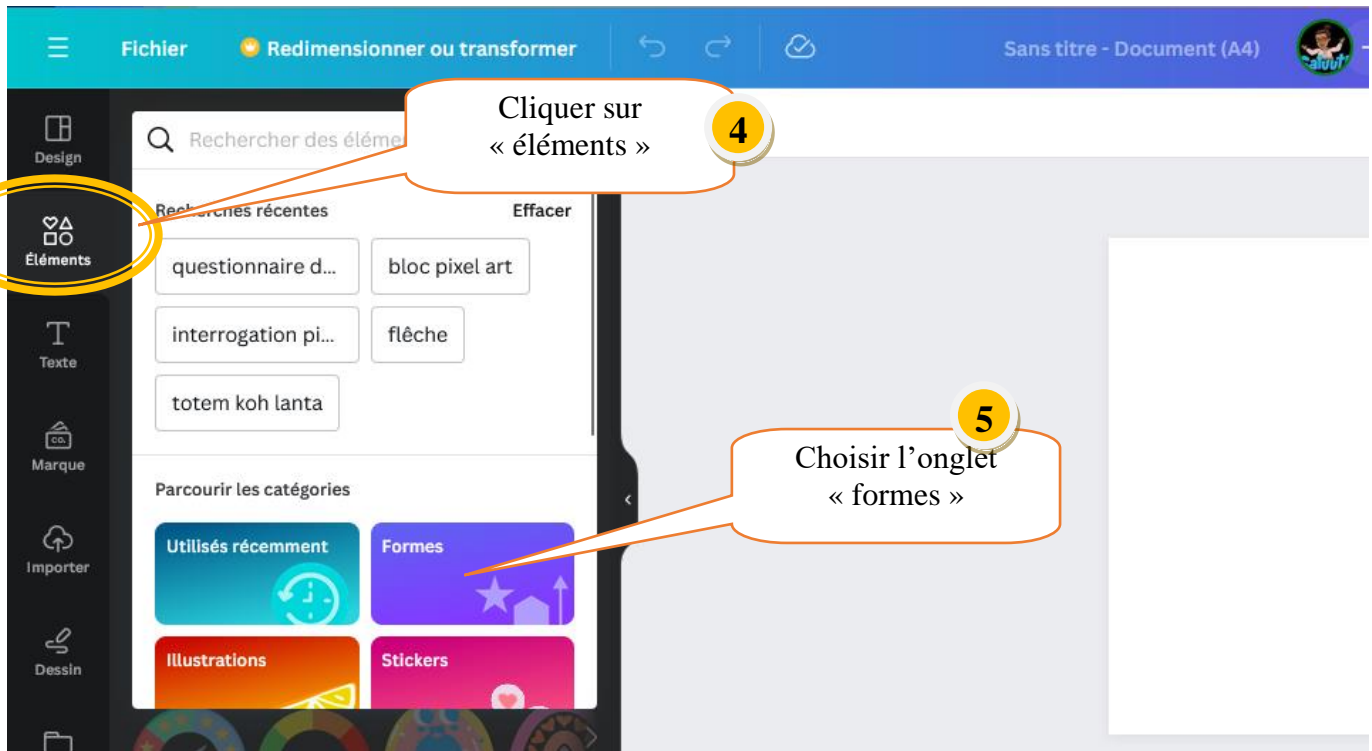 Fichier
Redimensionner ou transformer
Sans titre - Document (A4)
Cliquer sur
« éléments »
4
Design
Rechercher des éléme
Éléments
Recherches récentes
Effacer
questionnaire d...
bloc pixel art
interrogation pi...
flêche
totem koh lanta
Texte
CO.
Marque
5
Choisir l’onglet
« formes »
Parcourir les catégories
Utilisés récemment
Formes
Importer
Illustrations
Stickers
Dessin